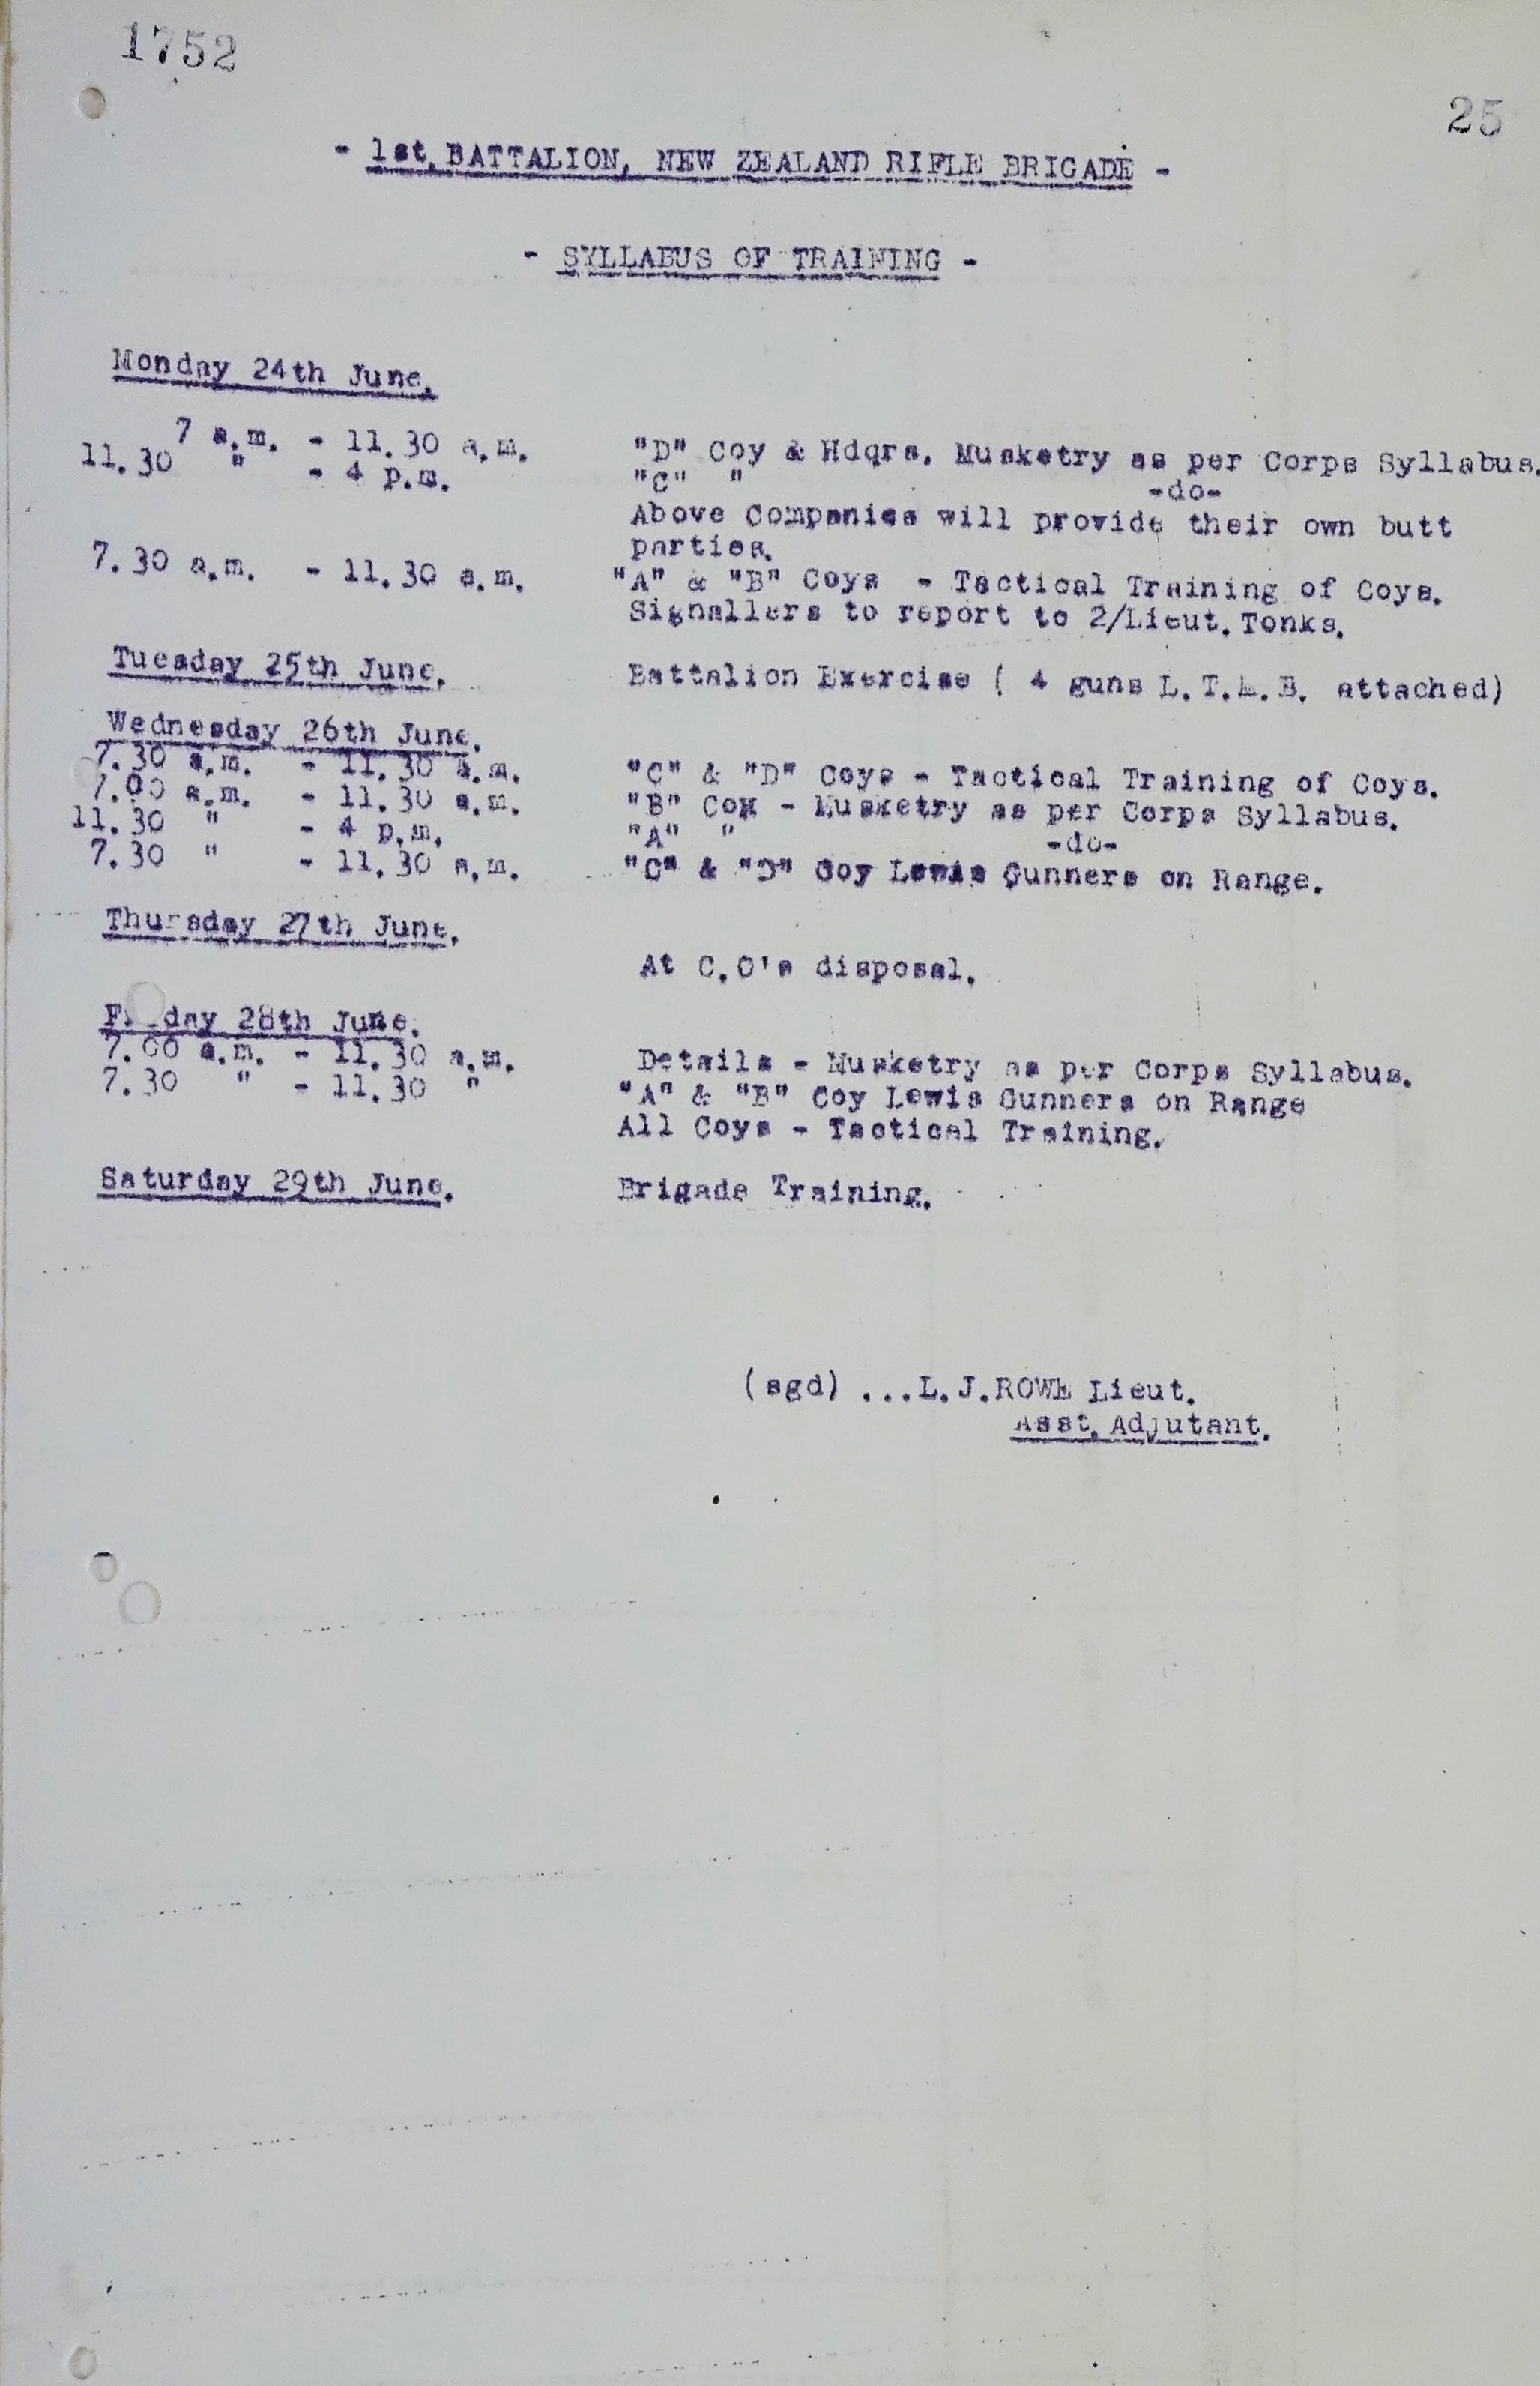 1752
25
- 1st. BATTALION, NEW ZEALAND RIFLE BRIGADE -
- SYLLABUS OF TRAINING -
Monday 24th June.
7 a.m. - 11.30 a.m. "D" Coy & Hdqrs. Musketry as per Corps Syllabus.
11.30 " - 4 p.m. "C" " -do-
Above Companies will provide their own butt
parties.
7.30 a.m. - 11.30 a.m. "A" & "B" Coys - Tactical Training of Coys.
Signallers to report to 2/Lieut. Tonks.
Tuesday 25th June. Battalion Exercise ( 4 guns L.T.M.B. attached)
Wednesday 26th June.
7.30 a.m. - 11.30 a.m. "C" & "D" Coys - Tactical Training of Coys.
7.00 a.m. - 11.30 a.m. "B" Coy - Musketry as per Corps Syllabus.
11.30 " - 4 p.m. "A" " -do-
7.30 " - 11.30 a.m. "C" & "D" Coy Lewis Gunners on Range.
Thursday 27th June.
At C.O's disposal.
Friday 28th June.
7.00 a.m. - 11.30 a.m. Details - Musketry as per Corps Syllabus.
7.30 " - 11.30 " "A" & "B" Coy Lewis Gunners on Range
All Coys - Tactical Training.
Saturday 29th June. Brigade Training.
(sgd) ...L.J.ROWE Lieut.
Asst. Adjutant.